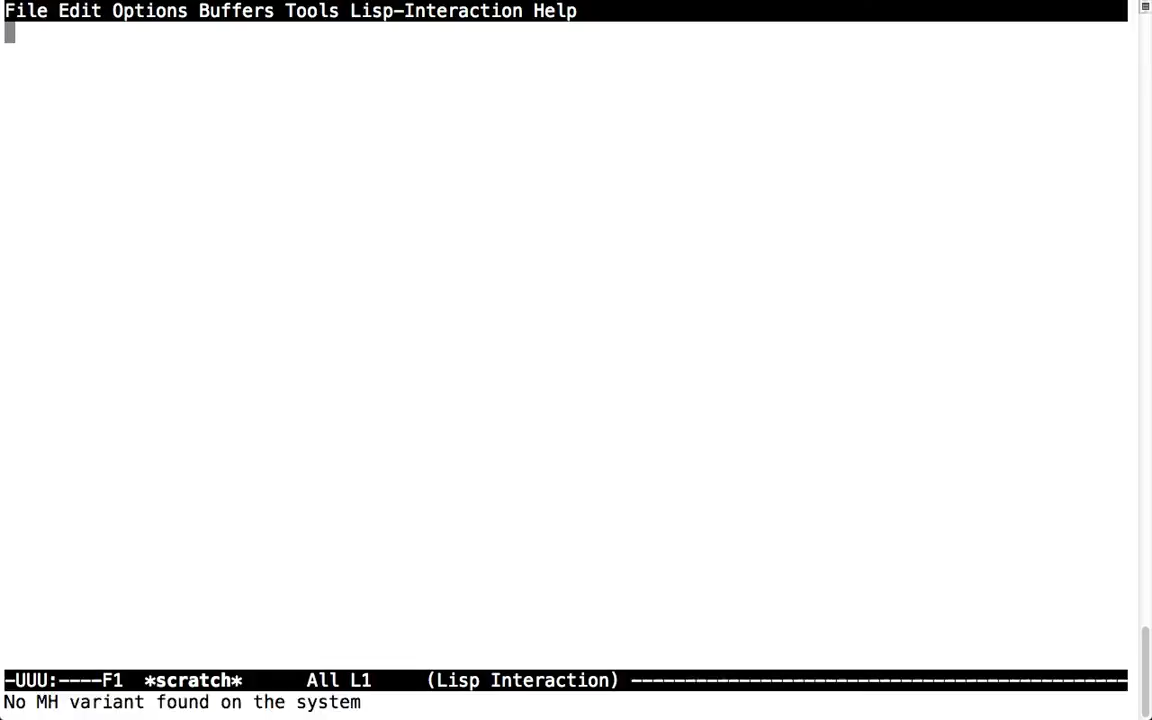 File Edit Options Buffers Tools Lisp-Interaction Help
-UUU:----F1  *scratch*      All L1     (Lisp Interaction) ----------------------------------------------
No MH variant found on the system